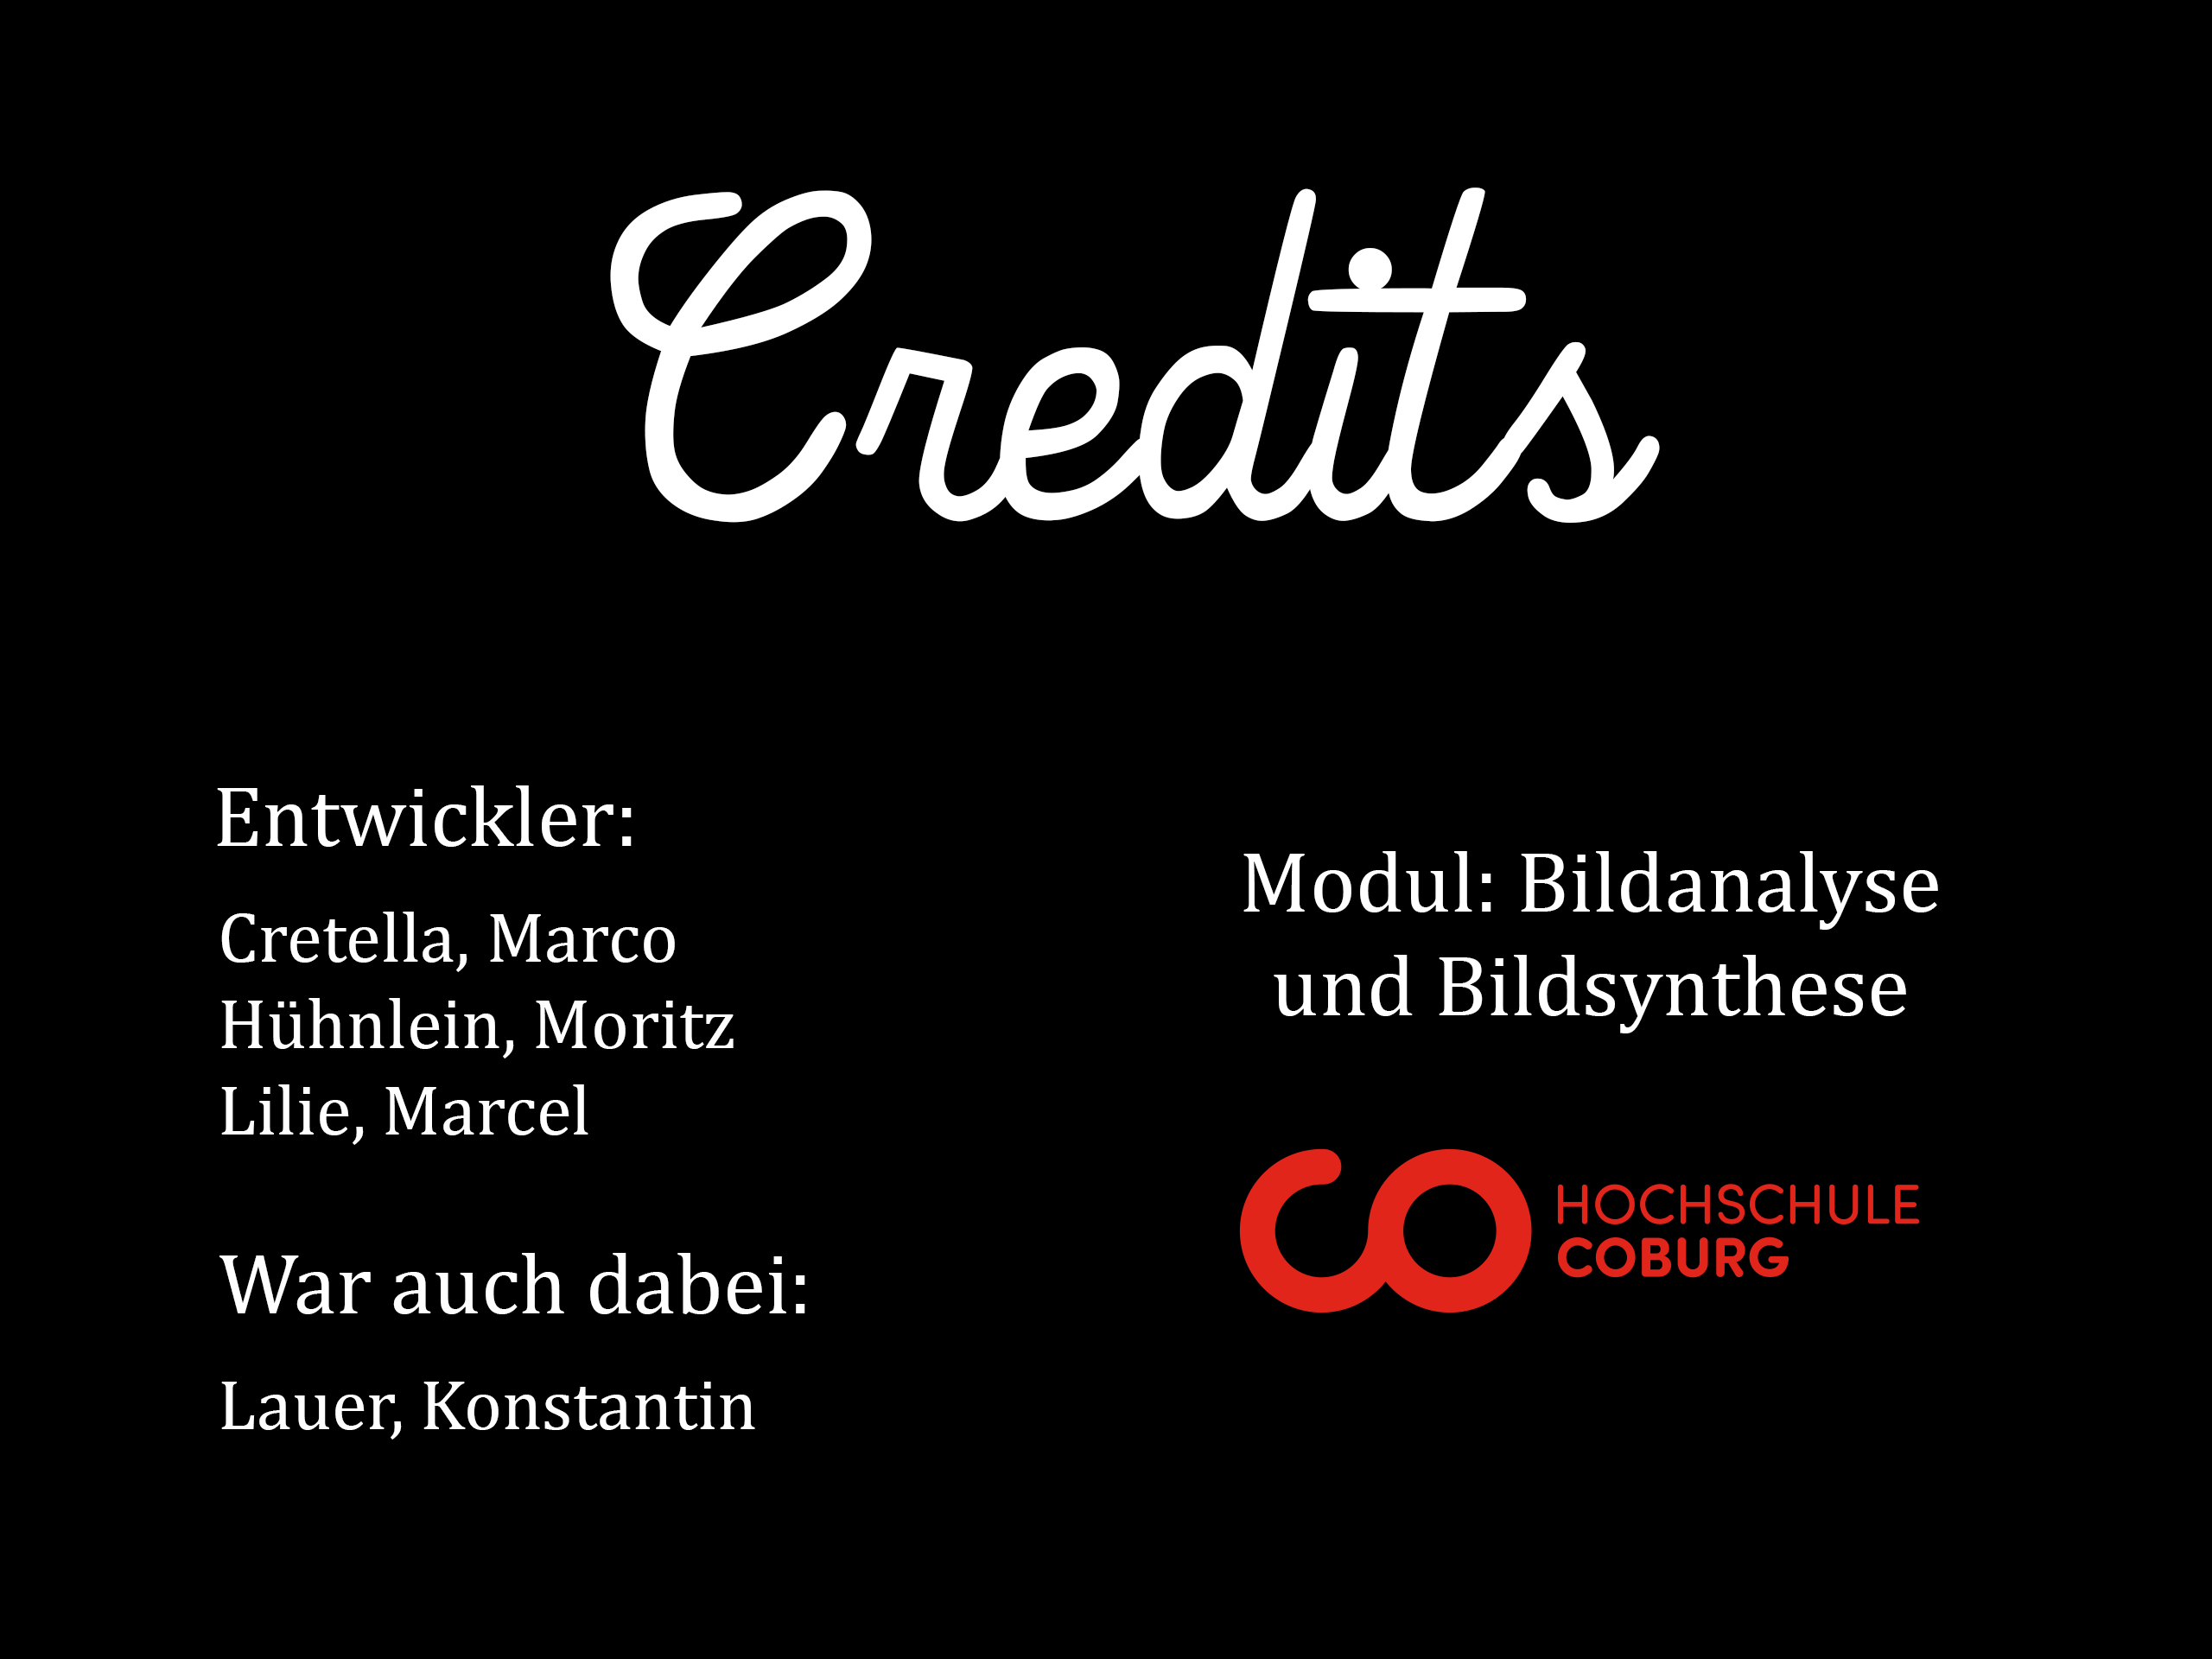 Credits
Entwickler:
Cretella, Marco
Hühnlein, Moritz
Lilie, Marcel
War auch dabei:
Lauer, Konstantin
Modul: Bildanalyse
und Bildsynthese
CO
HOCHSCHULE
COBURG